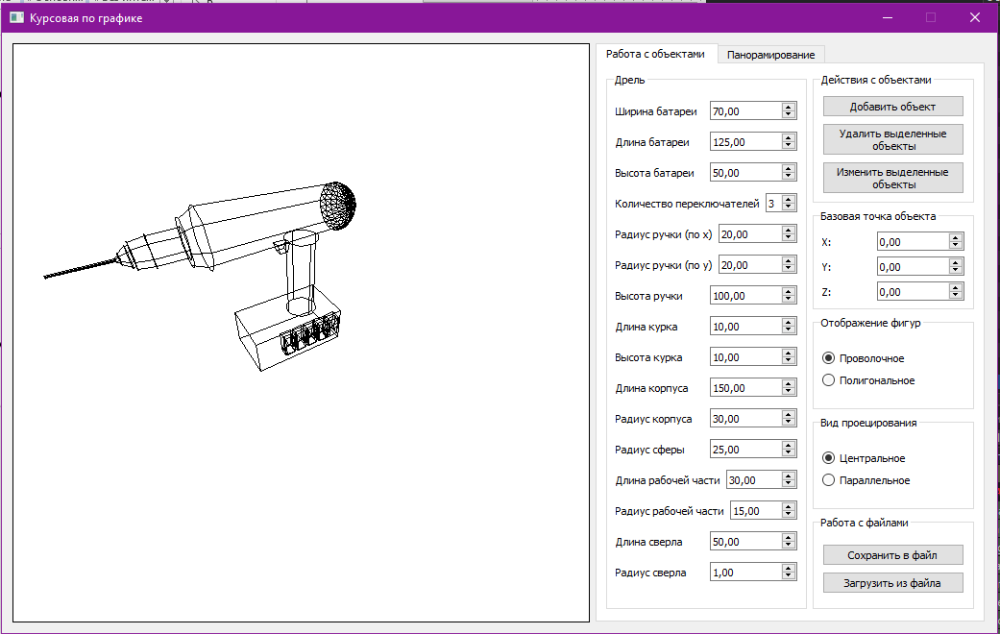 Курсовая по графике
Работа с объектами
Панорамирование
Дрель
Ширина батареи 70,00
Длина батареи 125,00
Высота батареи 50,00
Количество переключателей 3
Радиус ручки (по x) 20,00
Радиус ручки (по y) 20,00
Высота ручки 100,00
Длина курка 10,00
Высота курка 10,00
Длина корпуса 150,00
Радиус корпуса 30,00
Радиус сферы 25,00
Длина рабочей части 30,00
Радиус рабочей части 15,00
Длина сверла 50,00
Радиус сверла 1,00
Действия с объектами
Добавить объект
Удалить выделенные
объекты
Изменить выделенные
объекты
Базовая точка объекта
X: 0,00
Y: 0,00
Z: 0,00
Отображение фигур
Проволочное
Полигональное
Вид проецирования
Центральное
Параллельное
Работа с файлами
Сохранить в файл
Загрузить из файла